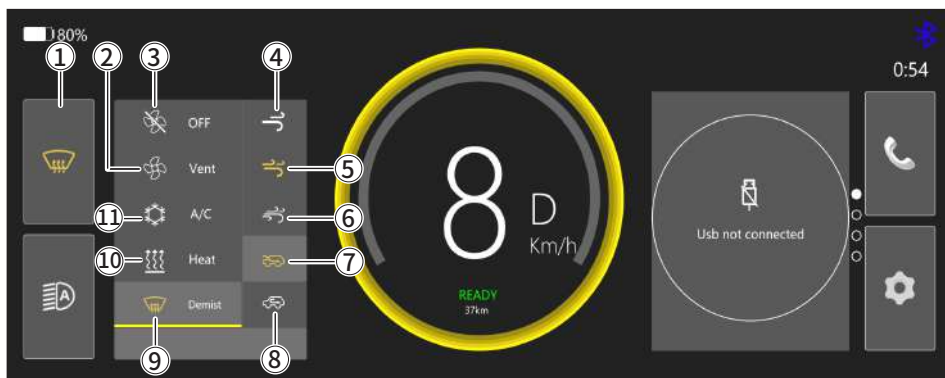 80%
① ② ③ ④
0:54
OFF
Vent
⑤
A/C
⑪
⑥
Heat
⑩
⑦
Demist
⑨
⑧
8
D
Km/h
READY
37km
Usb not connected
A